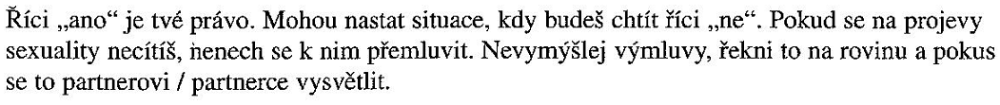 Říci „ano“ je tvé právo. Mohou nastat situace, kdy budeš chtít říci „ne“. Pokud se na projevy
sexuality necítíš, nenech se k nim přemluvit. Nevymýšlej výmluvy, řekni to na rovinu a pokus
se to partnerovi / partnerce vysvětlit.